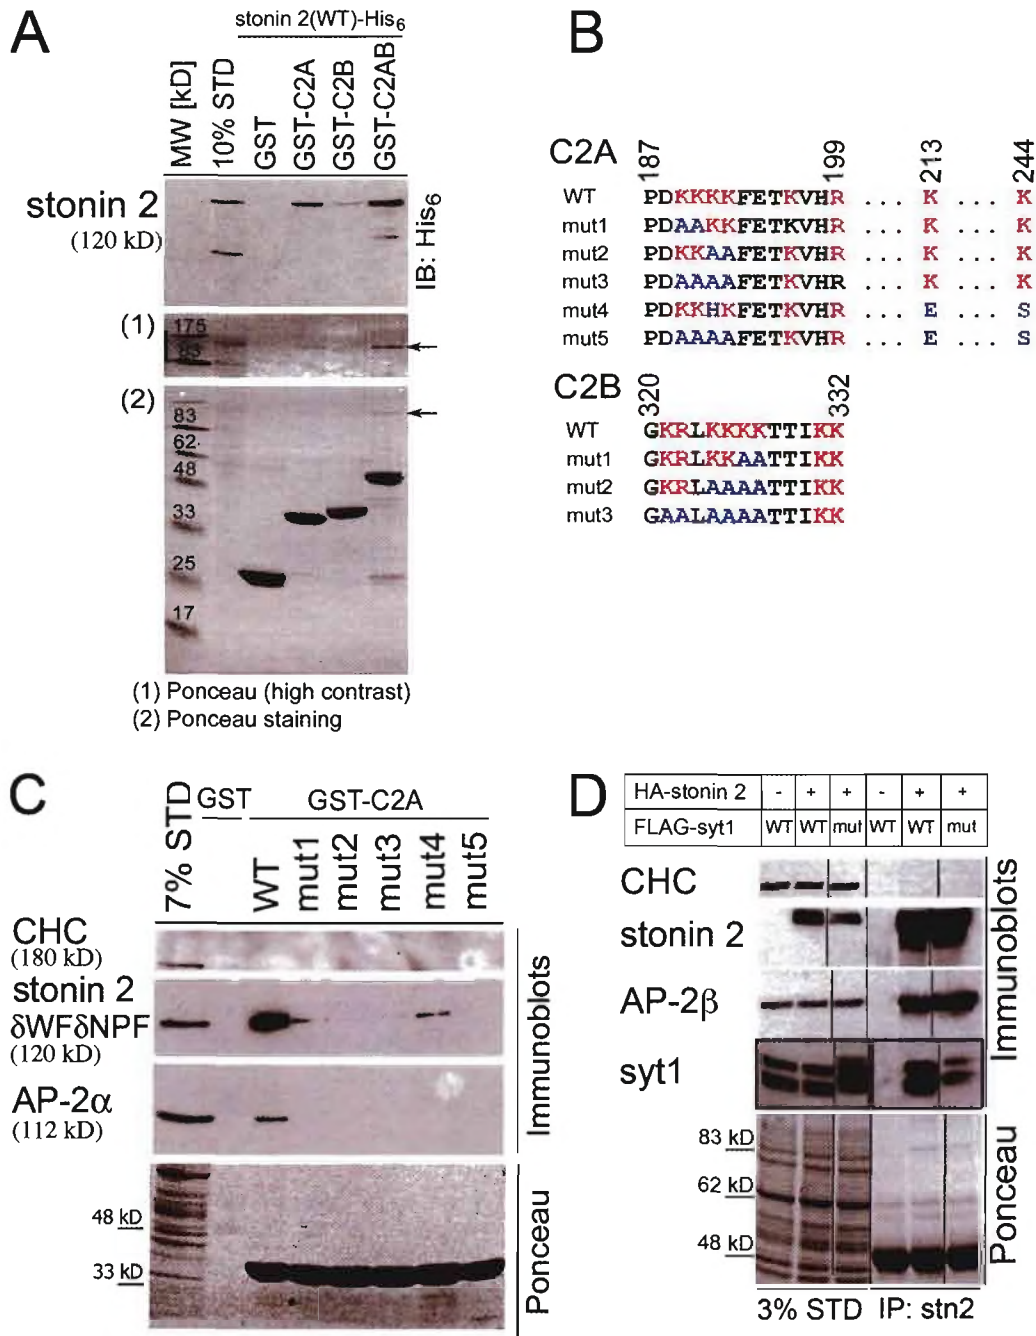 A
stonin 2(WT)-His6
MW [kD]
10% STD
GST
GST-C2A
GST-C2B
GST-C2AB
stonin 2
(120 kD)
IB: His6
(1)
175
83
(2)
83
62
48
33
25
17
(1) Ponceau (high contrast)
(2) Ponceau staining
B
C2A
187 199 213 244
WT PDKKKKFETKVHR ... K ... K
mut1 PDAAKKFETKVHR ... K ... K
mut2 PDKKAAFETKVHR ... K ... K
mut3 PDAAAAFETKVHR ... K ... K
mut4 PDKKHKFETKVHR ... E ... S
mut5 PDAAAAFETKVHR ... E ... S
C2B
320 332
WT GKRLKKKKTTIKK
mut1 GKRLKKAATTIKK
mut2 GKRLAAAATTIKK
mut3 GAALAAAATTIKK
C
7% STD
GST
GST-C2A
WT
mut1
mut2
mut3
mut4
mut5
CHC
(180 kD)
stonin 2
δWFδNPF
(120 kD)
AP-2α
(112 kD)
Immunoblots
48 kD
33 kD
Ponceau
D
HA-stonin 2 - + + - + +
FLAG-syt1 WT WT mut WT WT mut
CHC
stonin 2
AP-2β
syt1
Immunoblots
83 kD
62 kD
48 kD
Ponceau
3% STD IP: stn2